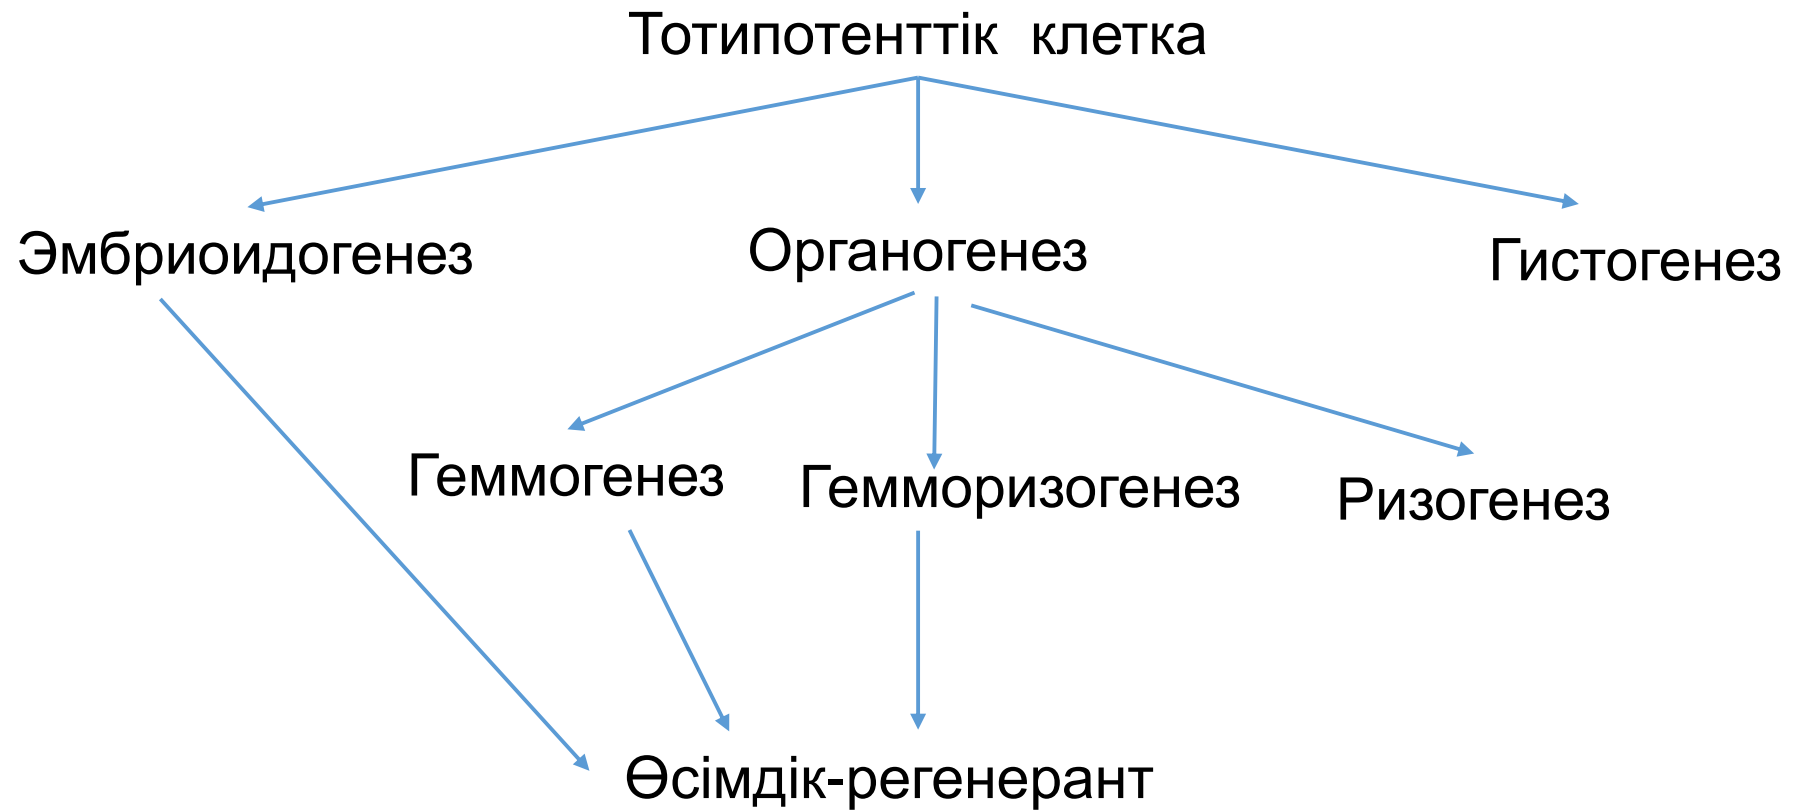 Тотипотенттік клетка
Эмбриоидогенез
Органогенез
Гистогенез
Геммогенез
Гемморизогенез
Ризогенез
Өсімдік-регенерант